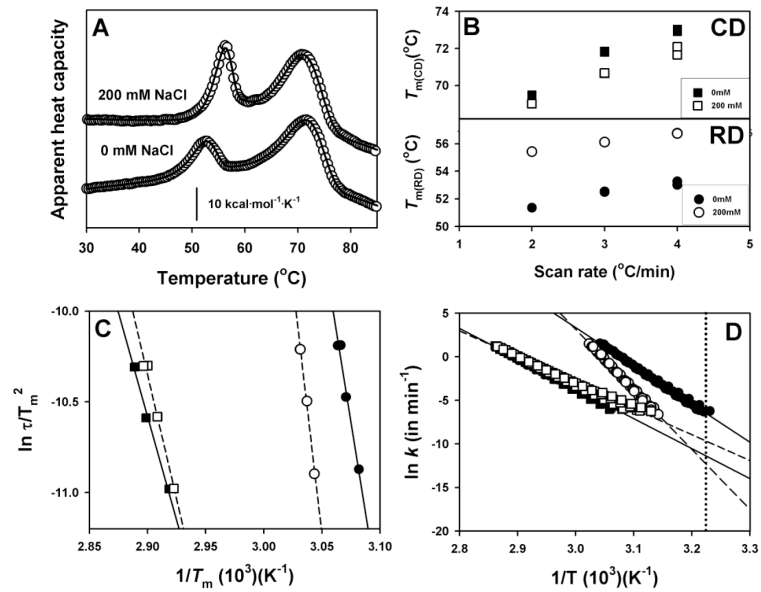 A
200 mM NaCl
0 mM NaCl
10 kcal·mol⁻¹·K⁻¹
Apparent heat capacity
30 40 50 60 70 80
Temperature (°C)
B
CD
74
72
70
Tm(CD)(°C)
0mM
200 mM
RD
56
54
52
50
Tm(RD) (°C)
0mM
200mM
1 2 3 4 5
Scan rate (°C/min)
C
-10.0
-10.5
-11.0
ln τ/Tm²
2.85 2.90 2.95 3.00 3.05 3.10
1/Tm (10³)(K⁻¹)
D
5
0
-5
-10
-15
-20
ln k (in min⁻¹)
2.8 2.9 3.0 3.1 3.2 3.3
1/T (10³)(K⁻¹)